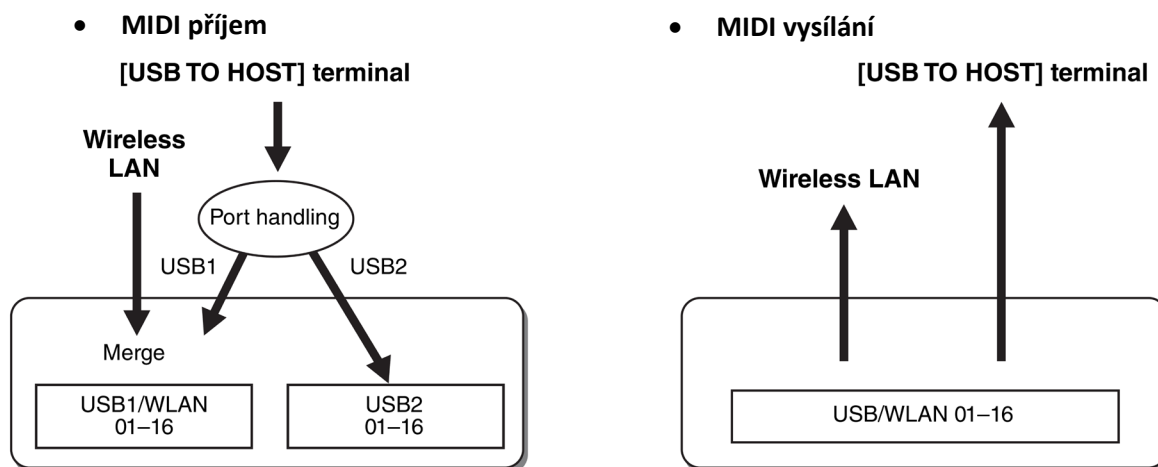 • MIDI příjem
[USB TO HOST] terminal
Wireless
LAN
Port handling
USB1
USB2
Merge
USB1/WLAN
01–16
USB2
01–16
• MIDI vysílání
[USB TO HOST] terminal
Wireless LAN
USB/WLAN 01–16